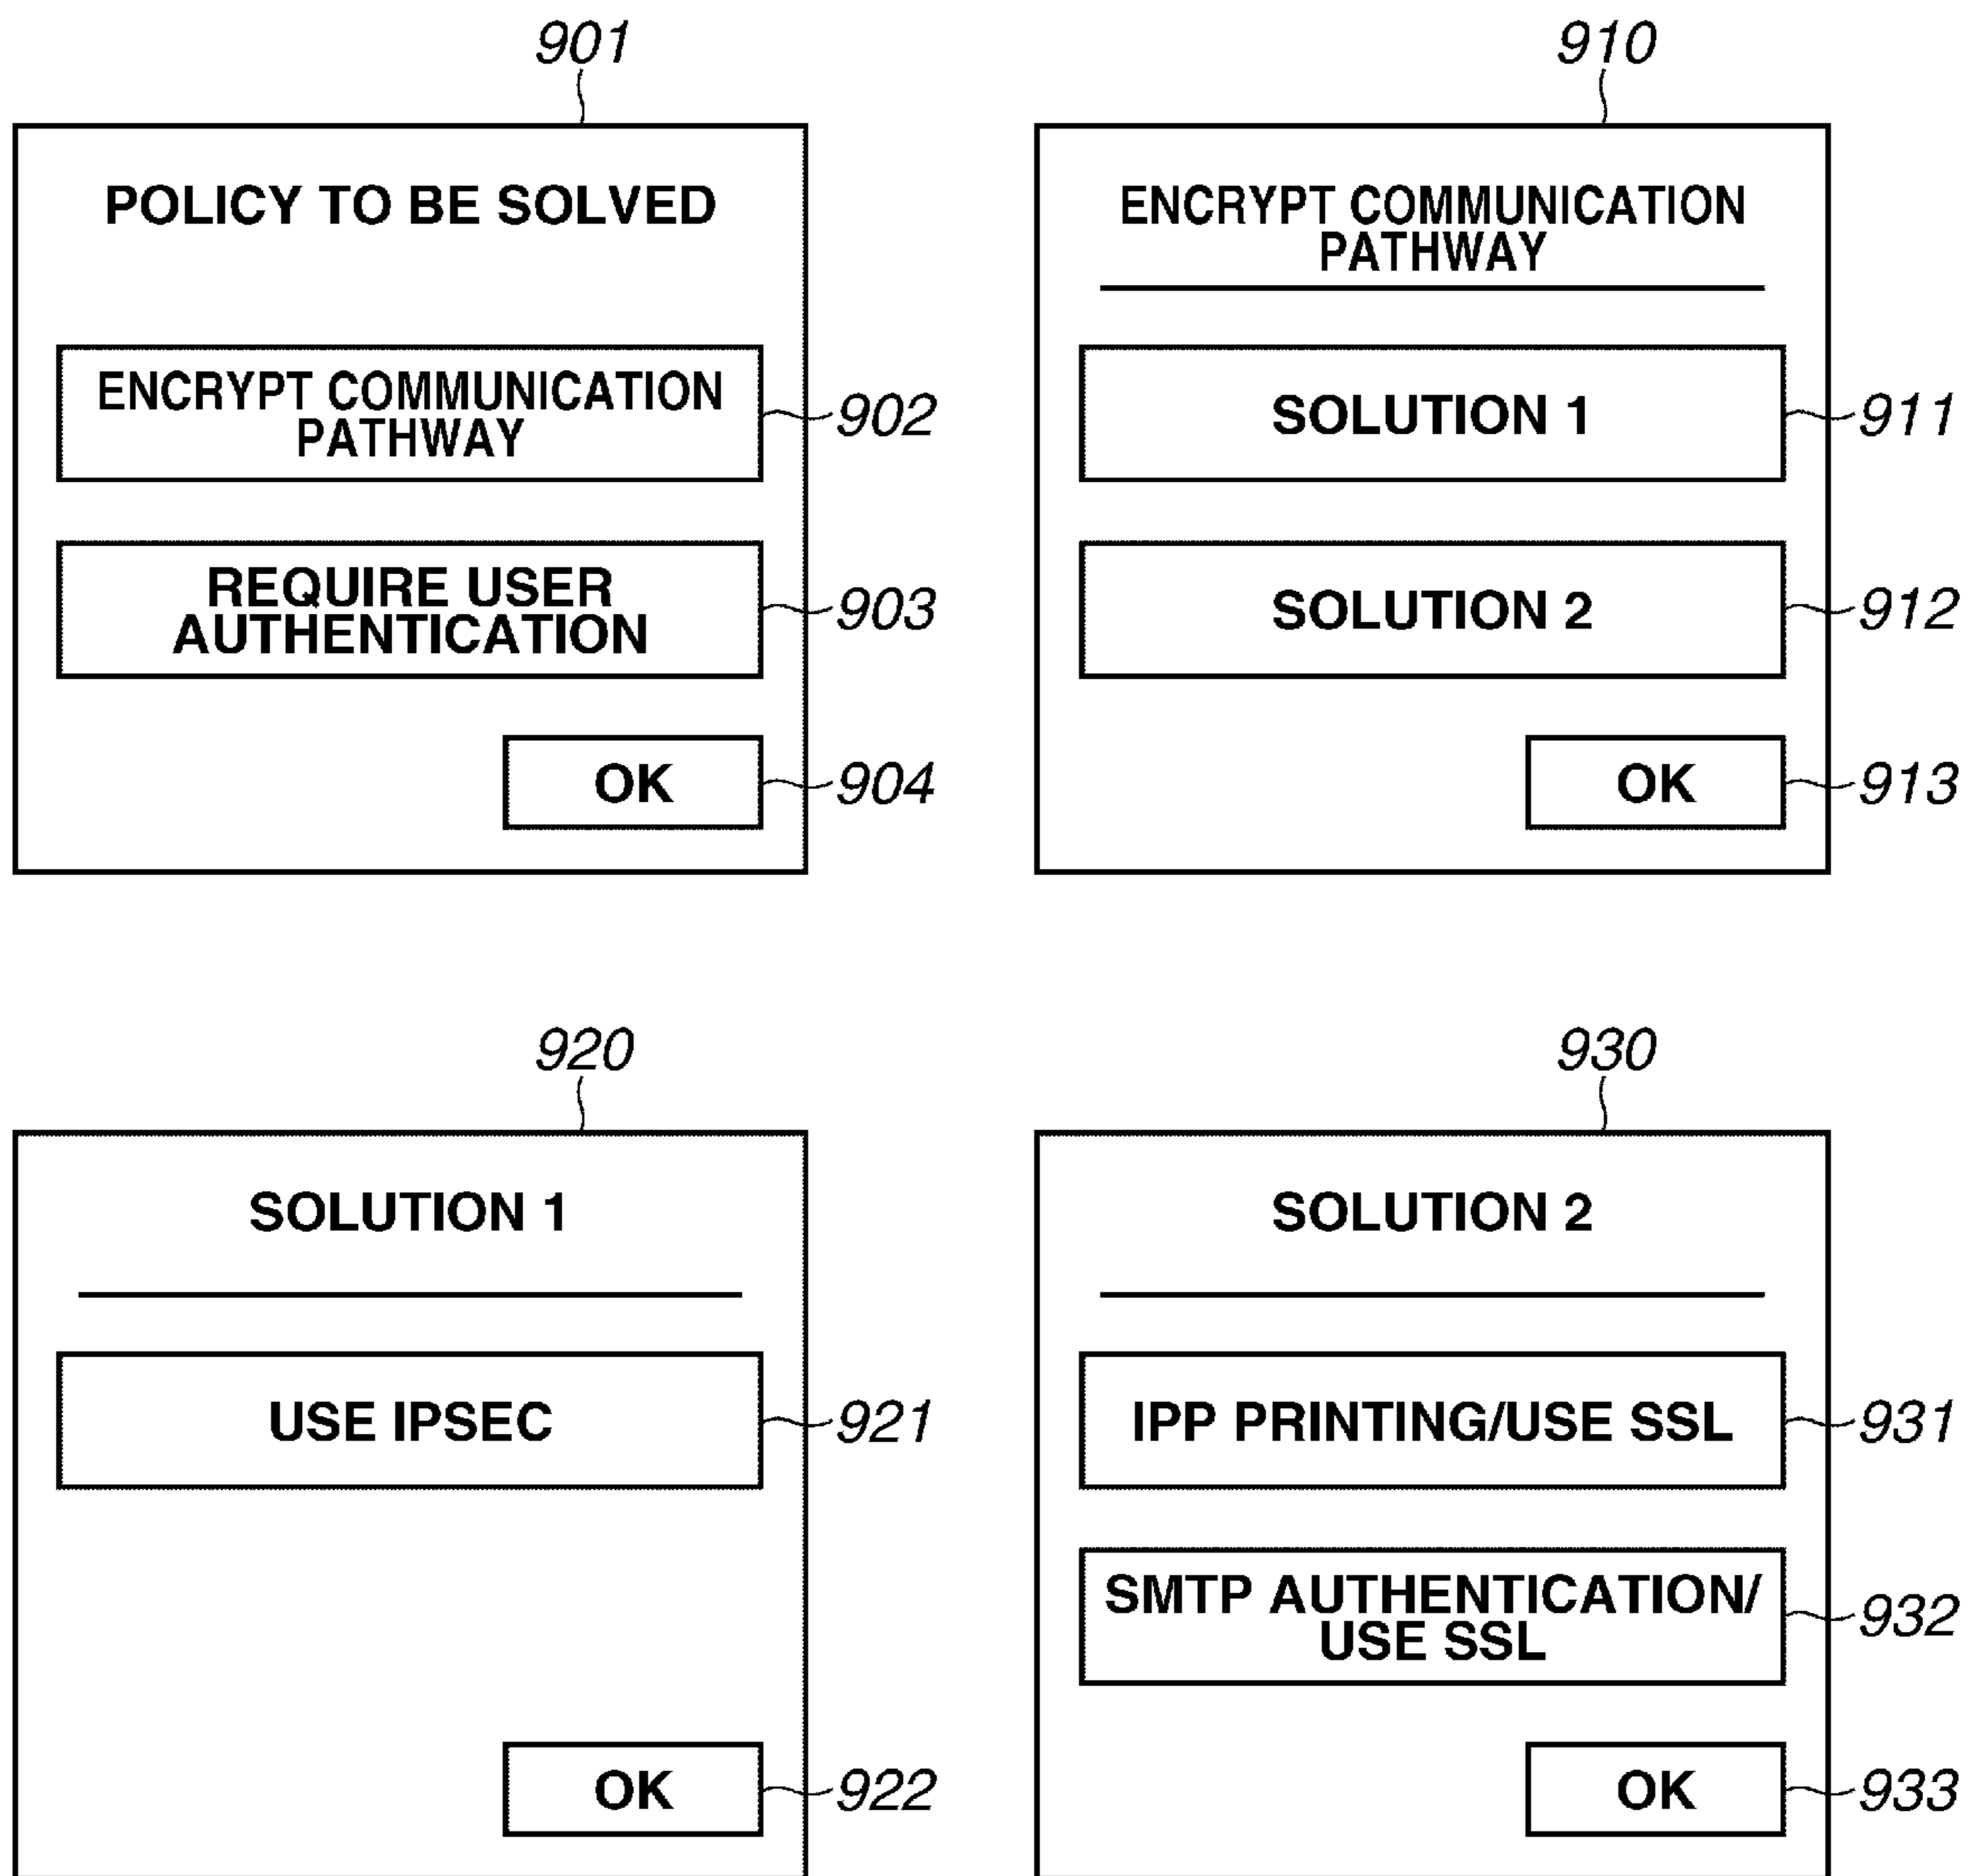 901
POLICY TO BE SOLVED
ENCRYPT COMMUNICATION
PATHWAY
902
REQUIRE USER
AUTHENTICATION
903
OK
904
910
ENCRYPT COMMUNICATION
PATHWAY
SOLUTION 1
911
SOLUTION 2
912
OK
913
920
SOLUTION 1
USE IPSEC
921
OK
922
930
SOLUTION 2
IPP PRINTING/USE SSL
931
SMTP AUTHENTICATION/
USE SSL
932
OK
933